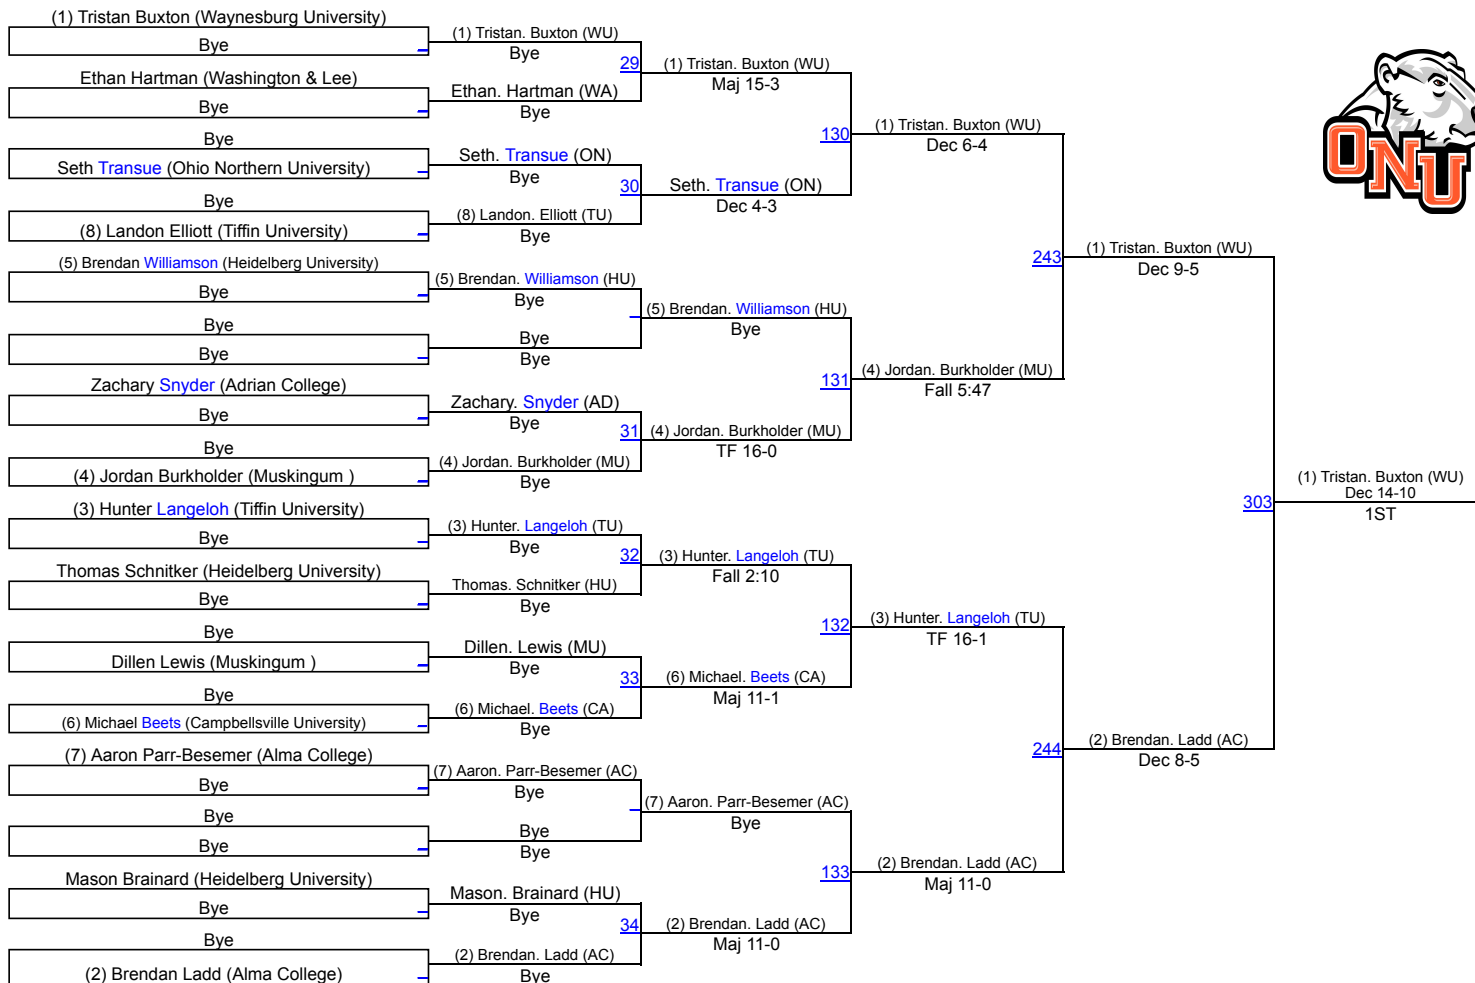 (1) Tristan Buxton (Waynesburg University)
Bye
Ethan Hartman (Washington & Lee)
Bye
Bye
Seth Transue (Ohio Northern University)
Bye
(8) Landon Elliott (Tiffin University)
(5) Brendan Williamson (Heidelberg University)
Bye
Bye
Bye
Zachary Snyder (Adrian College)
Bye
Bye
(4) Jordan Burkholder (Muskingum )
(3) Hunter Langeloh (Tiffin University)
Bye
Thomas Schnitker (Heidelberg University)
Bye
Bye
Dillen Lewis (Muskingum )
Bye
(6) Michael Beets (Campbellsville University)
(7) Aaron Parr-Besemer (Alma College)
Bye
Bye
Bye
Mason Brainard (Heidelberg University)
Bye
Bye
(2) Brendan Ladd (Alma College)
(1) Tristan. Buxton (WU)
Bye
29
Ethan. Hartman (WA)
Bye
Seth. Transue (ON)
Bye
30
(8) Landon. Elliott (TU)
Bye
(5) Brendan. Williamson (HU)
Bye
Bye
Bye
Zachary. Snyder (AD)
Bye
31
(4) Jordan. Burkholder (MU)
Bye
(3) Hunter. Langeloh (TU)
Bye
32
Thomas. Schnitker (HU)
Bye
Dillen. Lewis (MU)
Bye
33
(6) Michael. Beets (CA)
Bye
(7) Aaron. Parr-Besemer (AC)
Bye
Bye
Bye
Mason. Brainard (HU)
Bye
34
(2) Brendan. Ladd (AC)
Bye
(1) Tristan. Buxton (WU)
Maj 15-3
130
Seth. Transue (ON)
Dec 4-3
(5) Brendan. Williamson (HU)
Bye
131
(4) Jordan. Burkholder (MU)
TF 16-0
(3) Hunter. Langeloh (TU)
Fall 2:10
132
(6) Michael. Beets (CA)
Maj 11-1
(7) Aaron. Parr-Besemer (AC)
Bye
133
(2) Brendan. Ladd (AC)
Maj 11-0
(1) Tristan. Buxton (WU)
Dec 6-4
243
(4) Jordan. Burkholder (MU)
Fall 5:47
(3) Hunter. Langeloh (TU)
TF 16-1
244
(2) Brendan. Ladd (AC)
Maj 11-0
(1) Tristan. Buxton (WU)
Dec 9-5
303
(2) Brendan. Ladd (AC)
Dec 8-5
(1) Tristan. Buxton (WU)
Dec 14-10
1ST
ONU